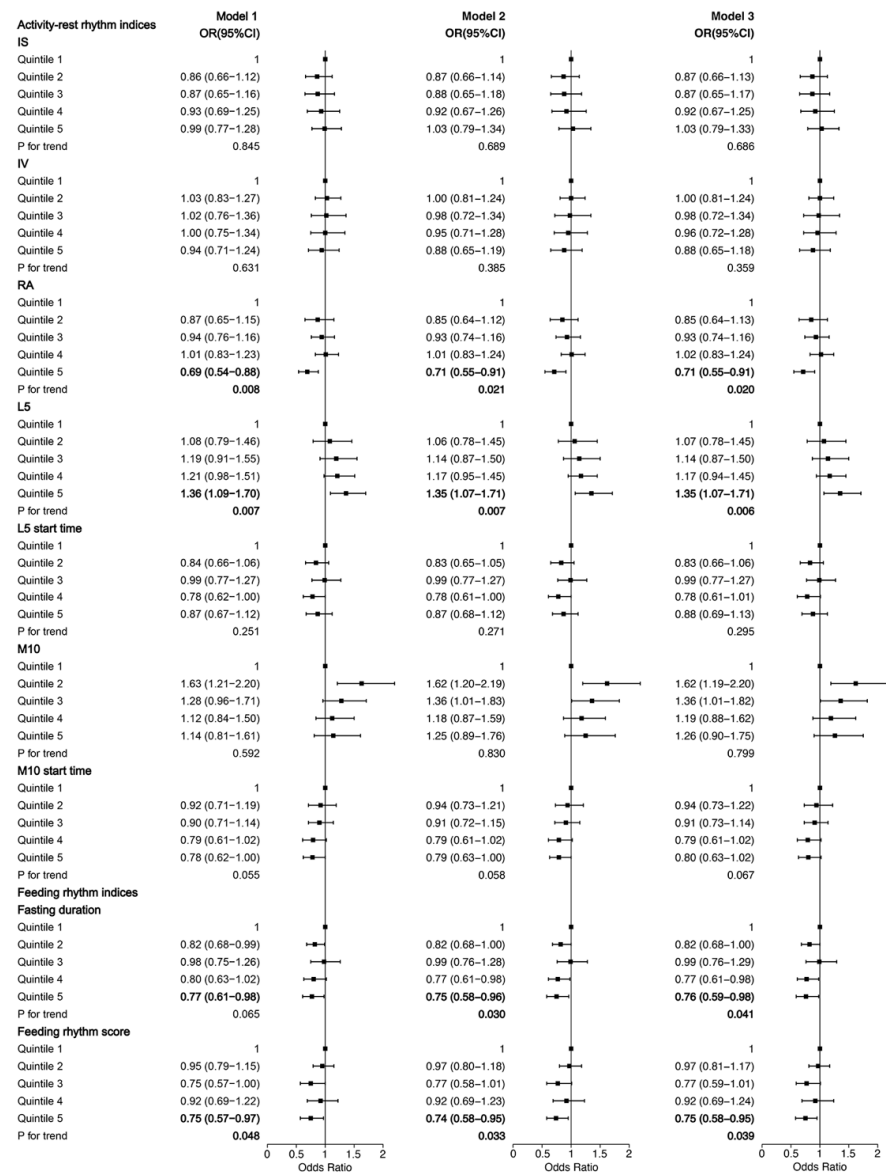 Model 1 Model 2 Model 3
Activity-rest rhythm indices OR(95%CI) OR(95%CI) OR(95%CI)
IS
Quintile 1 1 1 1
Quintile 2 0.86 (0.66−1.12) 0.87 (0.66−1.14) 0.87 (0.66−1.13)
Quintile 3 0.87 (0.65−1.16) 0.88 (0.65−1.18) 0.87 (0.65−1.17)
Quintile 4 0.93 (0.69−1.25) 0.92 (0.67−1.26) 0.92 (0.67−1.25)
Quintile 5 0.99 (0.77−1.28) 1.03 (0.79−1.34) 1.03 (0.79−1.33)
P for trend 0.845 0.689 0.686
IV
Quintile 1 1 1 1
Quintile 2 1.03 (0.83−1.27) 1.00 (0.81−1.24) 1.00 (0.81−1.24)
Quintile 3 1.02 (0.76−1.36) 0.98 (0.72−1.34) 0.98 (0.72−1.34)
Quintile 4 1.00 (0.75−1.34) 0.95 (0.71−1.28) 0.96 (0.72−1.28)
Quintile 5 0.94 (0.71−1.24) 0.88 (0.65−1.19) 0.88 (0.65−1.18)
P for trend 0.631 0.385 0.359
RA
Quintile 1 1 1 1
Quintile 2 0.87 (0.65−1.15) 0.85 (0.64−1.12) 0.85 (0.64−1.13)
Quintile 3 0.94 (0.76−1.16) 0.93 (0.74−1.16) 0.93 (0.74−1.16)
Quintile 4 1.01 (0.83−1.23) 1.01 (0.83−1.24) 1.02 (0.83−1.24)
Quintile 5 0.69 (0.54−0.88) 0.71 (0.55−0.91) 0.71 (0.55−0.91)
P for trend 0.008 0.021 0.020
L5
Quintile 1 1 1 1
Quintile 2 1.08 (0.79−1.46) 1.06 (0.78−1.45) 1.07 (0.78−1.45)
Quintile 3 1.19 (0.91−1.55) 1.14 (0.87−1.50) 1.14 (0.87−1.50)
Quintile 4 1.21 (0.98−1.51) 1.17 (0.95−1.45) 1.17 (0.94−1.45)
Quintile 5 1.36 (1.09−1.70) 1.35 (1.07−1.71) 1.35 (1.07−1.71)
P for trend 0.007 0.007 0.006
L5 start time
Quintile 1 1 1 1
Quintile 2 0.84 (0.66−1.06) 0.83 (0.65−1.05) 0.83 (0.66−1.06)
Quintile 3 0.99 (0.77−1.27) 0.99 (0.77−1.27) 0.99 (0.77−1.27)
Quintile 4 0.78 (0.62−1.00) 0.78 (0.61−1.00) 0.78 (0.61−1.01)
Quintile 5 0.87 (0.67−1.12) 0.87 (0.68−1.12) 0.88 (0.69−1.13)
P for trend 0.251 0.271 0.295
M10
Quintile 1 1 1 1
Quintile 2 1.63 (1.21−2.20) 1.62 (1.20−2.19) 1.62 (1.19−2.20)
Quintile 3 1.28 (0.96−1.71) 1.36 (1.01−1.83) 1.36 (1.01−1.82)
Quintile 4 1.12 (0.84−1.50) 1.18 (0.87−1.59) 1.19 (0.88−1.62)
Quintile 5 1.14 (0.81−1.61) 1.25 (0.89−1.76) 1.26 (0.90−1.75)
P for trend 0.592 0.830 0.799
M10 start time
Quintile 1 1 1 1
Quintile 2 0.92 (0.71−1.19) 0.94 (0.73−1.21) 0.94 (0.73−1.22)
Quintile 3 0.90 (0.71−1.14) 0.91 (0.72−1.15) 0.91 (0.73−1.14)
Quintile 4 0.79 (0.61−1.02) 0.79 (0.61−1.02) 0.79 (0.61−1.02)
Quintile 5 0.78 (0.62−1.00) 0.79 (0.63−1.00) 0.80 (0.63−1.02)
P for trend 0.055 0.058 0.067
Feeding rhythm indices
Fasting duration
Quintile 1 1 1 1
Quintile 2 0.82 (0.68−0.99) 0.82 (0.68−1.00) 0.82 (0.68−1.00)
Quintile 3 0.98 (0.75−1.26) 0.99 (0.76−1.28) 0.99 (0.76−1.29)
Quintile 4 0.80 (0.63−1.02) 0.77 (0.61−0.98) 0.77 (0.61−0.98)
Quintile 5 0.77 (0.61−0.98) 0.75 (0.58−0.96) 0.76 (0.59−0.98)
P for trend 0.065 0.030 0.041
Feeding rhythm score
Quintile 1 1 1 1
Quintile 2 0.95 (0.79−1.15) 0.97 (0.80−1.18) 0.97 (0.81−1.17)
Quintile 3 0.75 (0.57−1.00) 0.77 (0.58−1.01) 0.77 (0.59−1.01)
Quintile 4 0.92 (0.69−1.22) 0.92 (0.69−1.23) 0.92 (0.69−1.24)
Quintile 5 0.75 (0.57−0.97) 0.74 (0.58−0.95) 0.75 (0.58−0.95)
P for trend 0.048 0.033 0.039
0 0.5 1 1.5 2 0 0.5 1 1.5 2 0 0.5 1 1.5 2
Odds Ratio Odds Ratio Odds Ratio